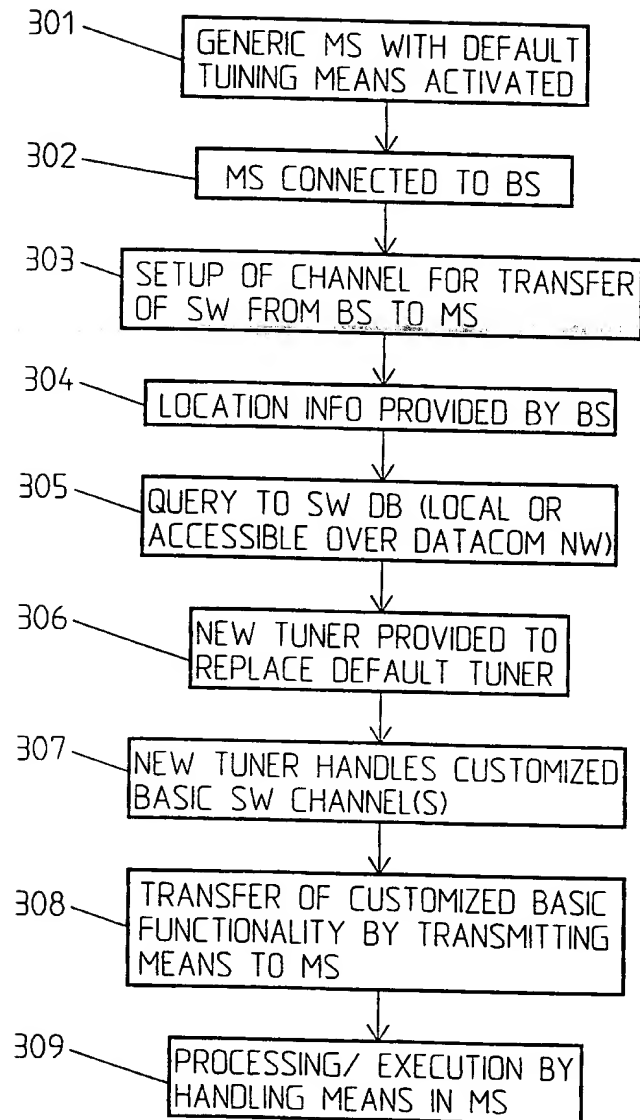 301
GENERIC MS WITH DEFAULT
TUINING MEANS ACTIVATED
302
MS CONNECTED TO BS
303
SETUP OF CHANNEL FOR TRANSFER
OF SW FROM BS TO MS
304
LOCATION INFO PROVIDED BY BS
305
QUERY TO SW DB (LOCAL OR
ACCESSIBLE OVER DATACOM NW)
306
NEW TUNER PROVIDED TO
REPLACE DEFAULT TUNER
307
NEW TUNER HANDLES CUSTOMIZED
BASIC SW CHANNEL(S)
308
TRANSFER OF CUSTOMIZED BASIC
FUNCTIONALITY BY TRANSMITTING
MEANS TO MS
309
PROCESSING/ EXECUTION BY
HANDLING MEANS IN MS